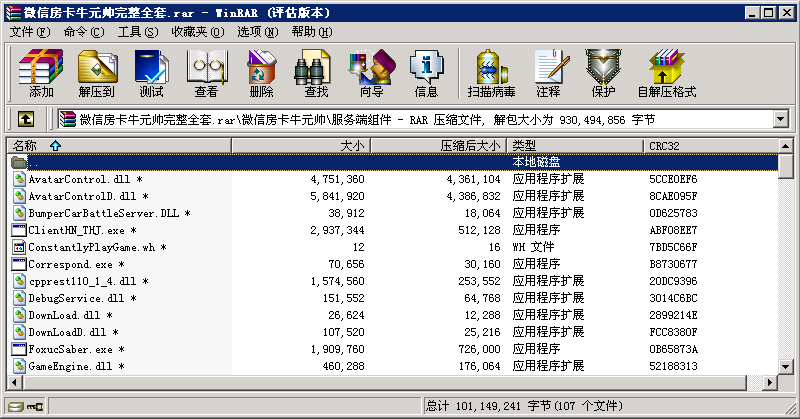 微信房卡牛元帅完整全套.rar - WinRAR (评估版本)
文件(F) 命令(C) 工具(S) 收藏夹(O) 选项(N) 帮助(H)
添加 解压到 测试 查看 删除 查找 向导 信息 扫描病毒 注释 保护 自解压格式
微信房卡牛元帅完整全套.rar\微信房卡牛元帅\服务端组件 - RAR 压缩文件, 解包大小为 930,494,856 字节
名称 大小 压缩后大小 类型 CRC32
.. 本地磁盘
AvatarControl.dll * 4,751,360 4,361,104 应用程序扩展 5CCE0EF6
AvatarControlD.dll * 5,841,920 4,386,832 应用程序扩展 8CAE095F
BumperCarBattleServer.DLL * 38,912 18,064 应用程序扩展 0D625783
ClientHN_THJ.exe * 2,937,344 512,128 应用程序 ABF08EE7
ConstantlyPlayGame.wh * 12 16 WH 文件 7BD5C66F
Correspond.exe * 70,656 30,160 应用程序 B8730677
cpprest110_1_4.dll * 1,574,560 253,552 应用程序扩展 20DC9396
DebugService.dll * 151,552 64,768 应用程序扩展 3014C6BC
DownLoad.dll * 26,624 12,288 应用程序扩展 2899214E
DownLoadD.dll * 107,520 25,216 应用程序扩展 FCC8380F
FoxucSaber.exe * 1,909,760 726,000 应用程序 0B65873A
GameEngine.dll * 460,288 176,064 应用程序扩展 52188313
总计 101,149,241 字节(107 个文件)